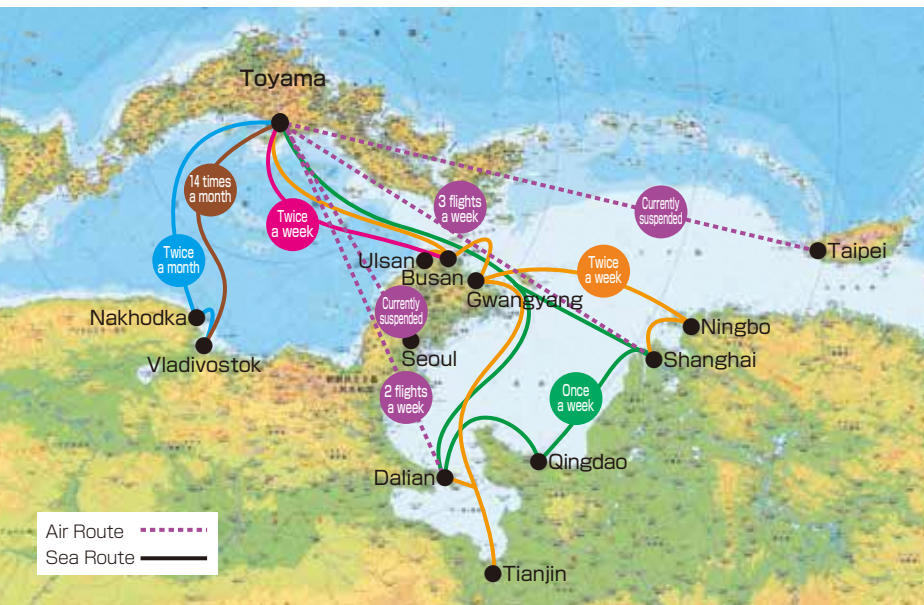 Toyama
14 times
a month
3 flights
a week
Currently
suspended
Twice
a week
Twice
a month
Ulsan
Busan
Taipei
Twice
a week
Gwangyang
Nakhodka
Currently
suspended
Ningbo
Vladivostok
Seoul
Shanghai
2 flights
a week
Once
a week
Dalian
Qingdao
Air Route
Sea Route
Tianjin